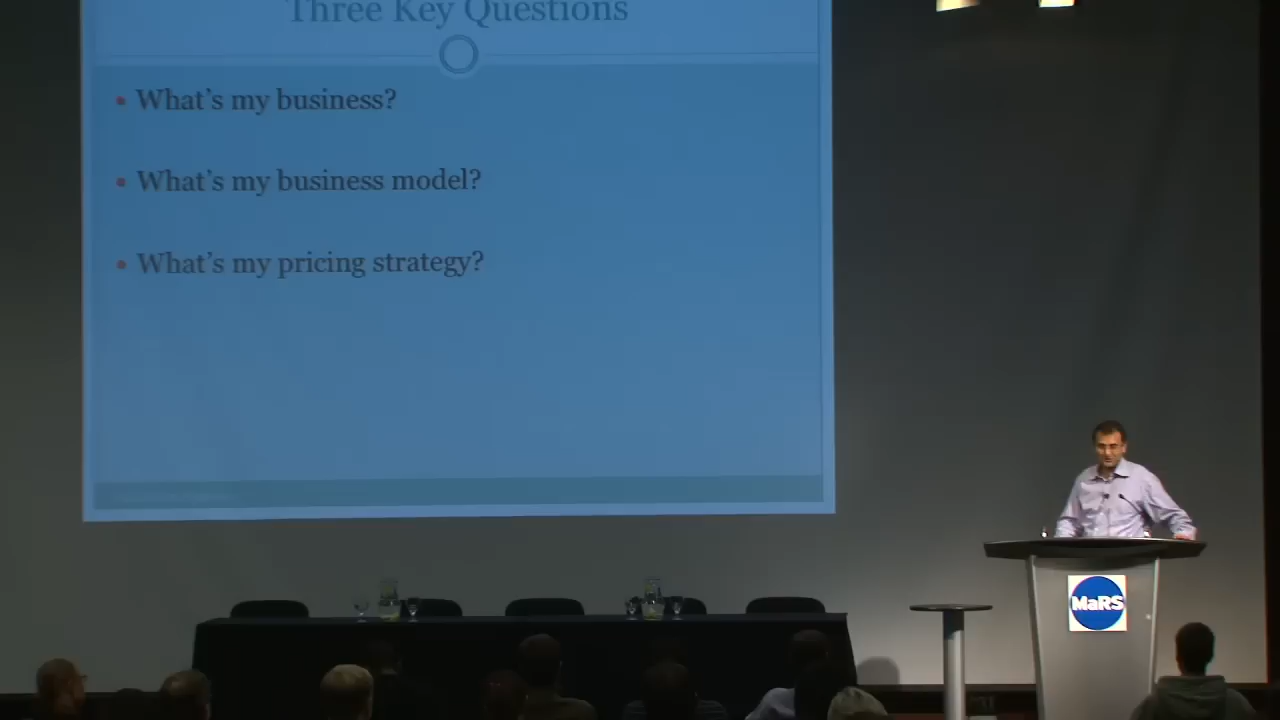 Three Key Questions
• What's my business?
• What's my business model?
• What's my pricing strategy?
MaRS